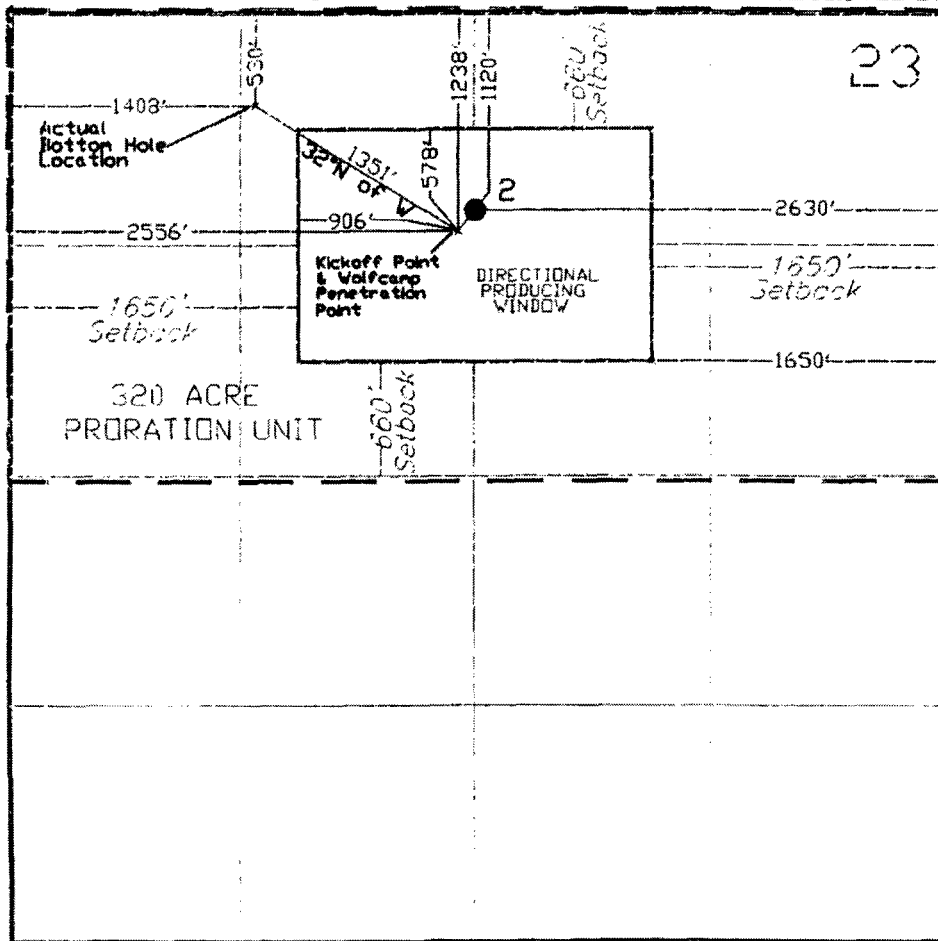 530'
1238'
1120'
660'
Setback
23
1408'
Actual
Bottom Hole
Location
1351'
32°N of W
578'
2
2630'
906'
2556'
Kickoff Point
& Wolfcamp
Penetration
Point
DIRECTIONAL
PRODUCING
WINDOW
1650'
Setback
1650'
Setback
1650'
320 ACRE
PRORATION UNIT
660'
Setback